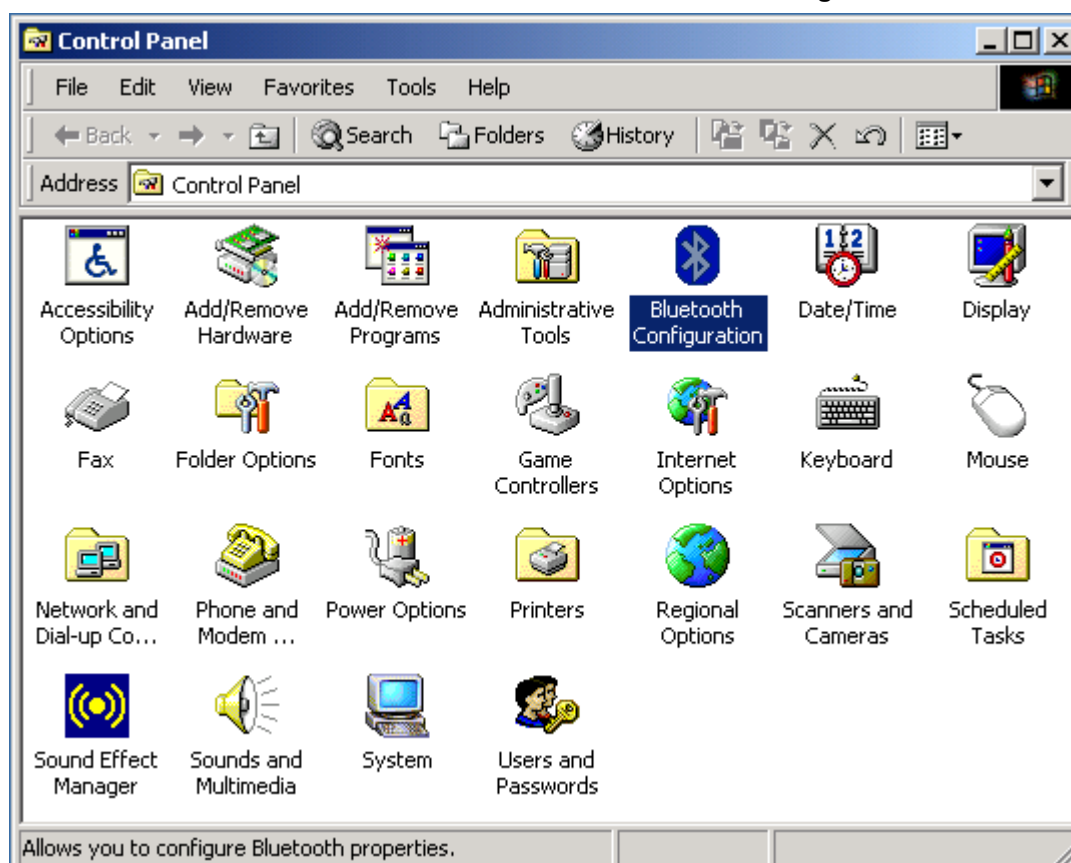 Control Panel
File Edit View Favorites Tools Help
Back Search Folders History
Address Control Panel
Accessibility Options
Add/Remove Hardware
Add/Remove Programs
Administrative Tools
Bluetooth Configuration
Date/Time
Display
Fax
Folder Options
Fonts
Game Controllers
Internet Options
Keyboard
Mouse
Network and Dial-up Co...
Phone and Modem ...
Power Options
Printers
Regional Options
Scanners and Cameras
Scheduled Tasks
Sound Effect Manager
Sounds and Multimedia
System
Users and Passwords
Allows you to configure Bluetooth properties.